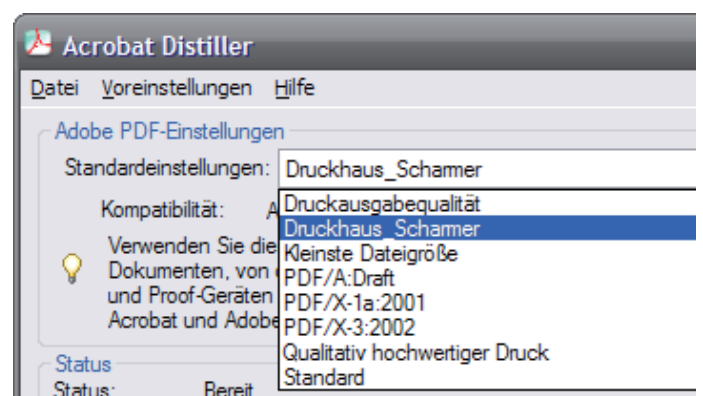 Acrobat Distiller
Datei Voreinstellungen Hilfe
Adobe PDF-Einstellungen
Standardeinstellungen: Druckhaus_Scharmer
Kompatibilität: A
Druckausgabequalität
Druckhaus_Scharmer
Kleinste Dateigröße
PDF/A:Draft
PDF/X-1a:2001
PDF/X-3:2002
Qualitativ hochwertiger Druck
Standard
Verwenden Sie die
Dokumenten, von
und Proof-Geräten
Acrobat und Adobe
Status
Status: Bereit